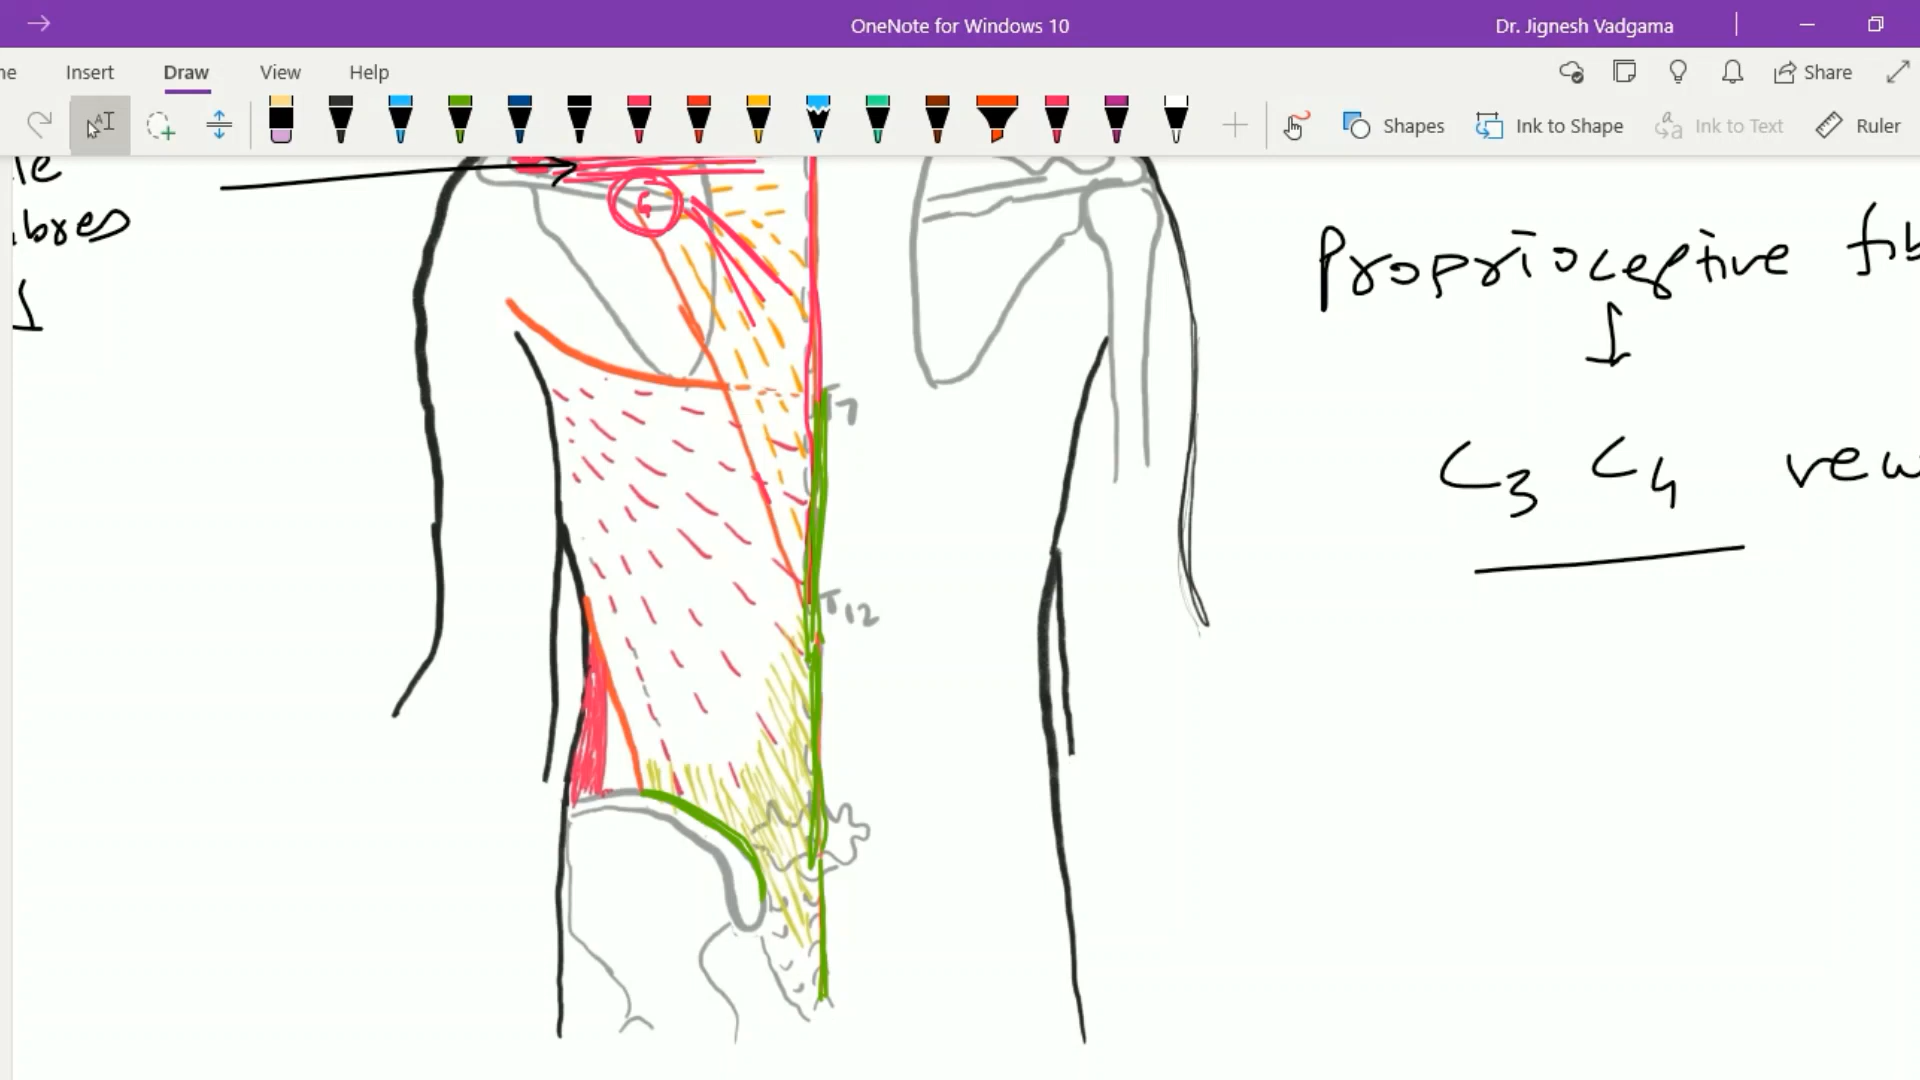 OneNote for Windows 10
Dr. Jignesh Vadgama
Insert Draw View Help
Share
Shapes
Ink to Shape
Ink to Text
Ruler
Proprioceptive
T7
C3 C4
T12